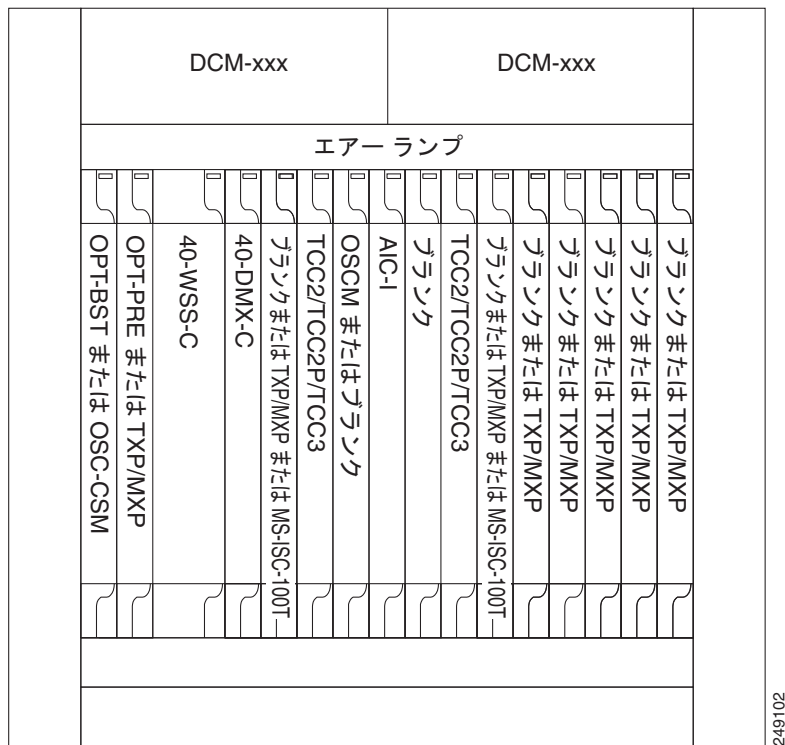 DCM-xxx
DCM-xxx
エアー ランプ
OPT-BST または OSC-CSM
OPT-PRE または TXP/MXP
40-WSS-C
40-DMX-C
ブランクまたは TXP/MXP または MS-ISC-100T
TCC2/TCC2P/TCC3
OSCM またはブランク
AIC-I
ブランク
TCC2/TCC2P/TCC3
ブランクまたは TXP/MXP または MS-ISC-100T
ブランクまたは TXP/MXP
ブランクまたは TXP/MXP
ブランクまたは TXP/MXP
ブランクまたは TXP/MXP
ブランクまたは TXP/MXP
249102